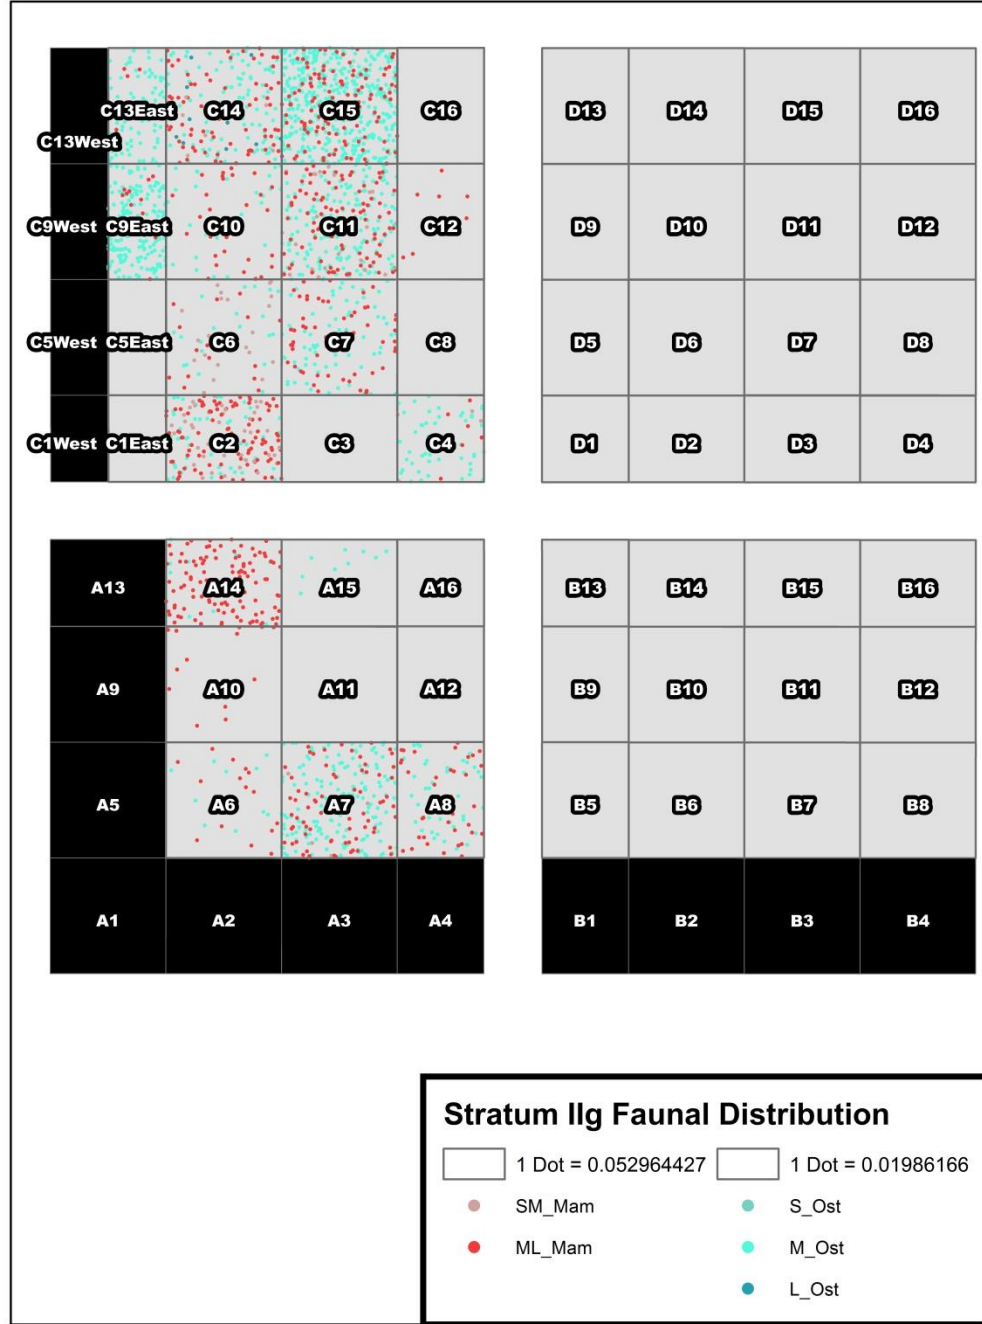 C13East C14 C15 C16 D13 D14 D15 D16
C13West
C9West C9East C10 C11 C12 D9 D10 D11 D12
C5West C5East C6 C7 C8 D5 D6 D7 D8
C1West C1East C2 C3 C4 D1 D2 D3 D4
A13 A14 A15 A16 B13 B14 B15 B16
A9 A10 A11 A12 B9 B10 B11 B12
A5 A6 A7 A8 B5 B6 B7 B8
A1 A2 A3 A4 B1 B2 B3 B4
Stratum IIg Faunal Distribution
1 Dot = 0.052964427 1 Dot = 0.01986166
SM_Mam S_Ost
ML_Mam M_Ost
L_Ost